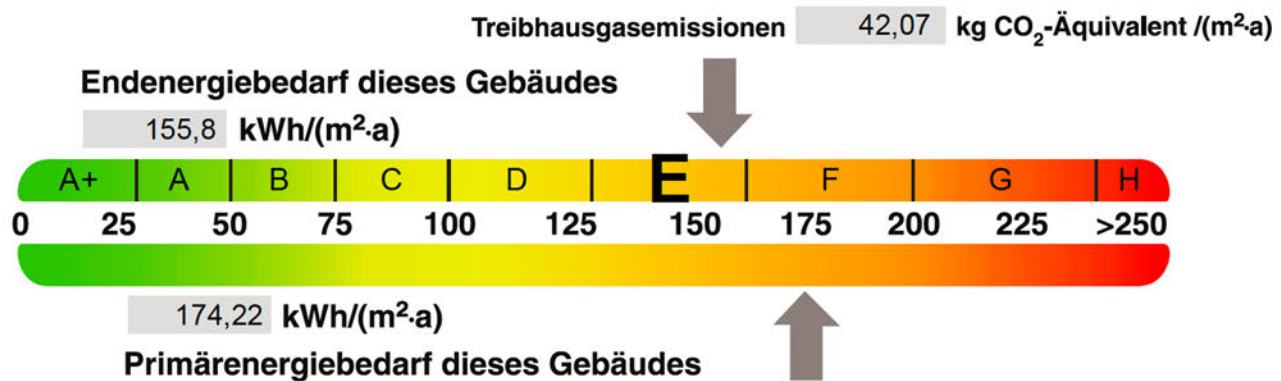 Treibhausgasemissionen 42,07 kg CO₂-Äquivalent /(m²·a)
Endenergiebedarf dieses Gebäudes
155,8 kWh/(m²·a)
A+ A B C D E F G H
0 25 50 75 100 125 150 175 200 225 >250
174,22 kWh/(m²·a)
Primärenergiebedarf dieses Gebäudes